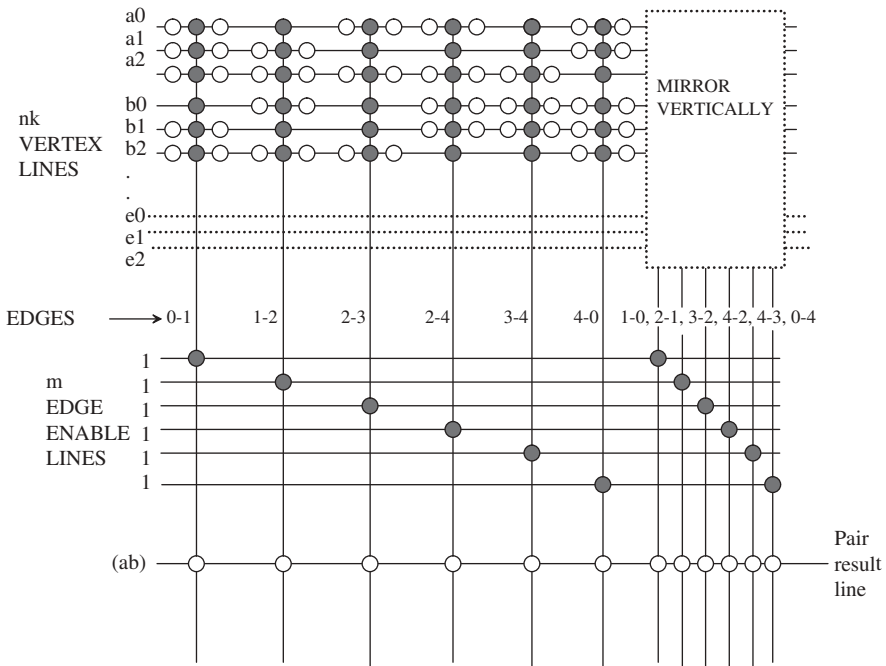 a0
a1
a2
b0
b1
b2
.
.
e0
e1
e2
nk
VERTEX
LINES
MIRROR
VERTICALLY
EDGES 0-1 1-2 2-3 2-4 3-4 4-0 1-0, 2-1, 3-2, 4-2, 4-3, 0-4
1
1
1
1
1
1
m
EDGE
ENABLE
LINES
(ab)
Pair
result
line